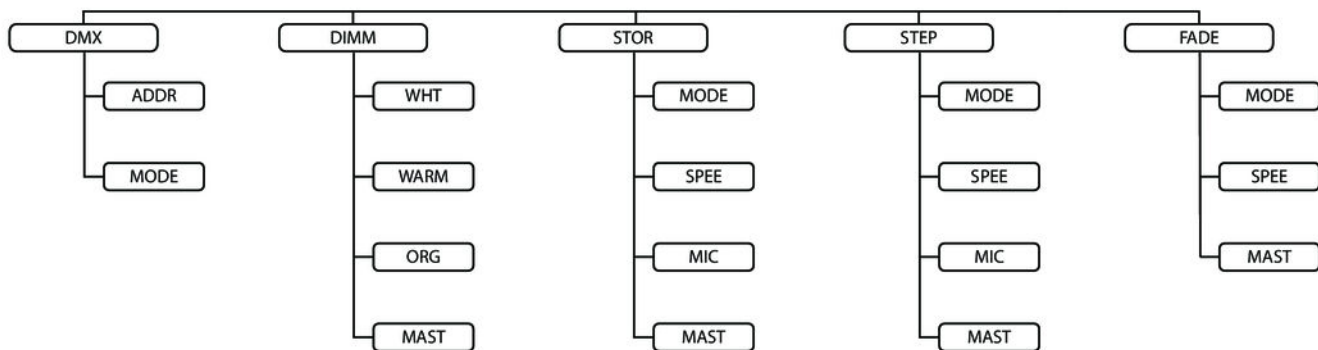 DMX
ADDR
MODE
DIMM
WHT
WARM
ORG
MAST
STOR
MODE
SPEE
MIC
MAST
STEP
MODE
SPEE
MIC
MAST
FADE
MODE
SPEE
MAST